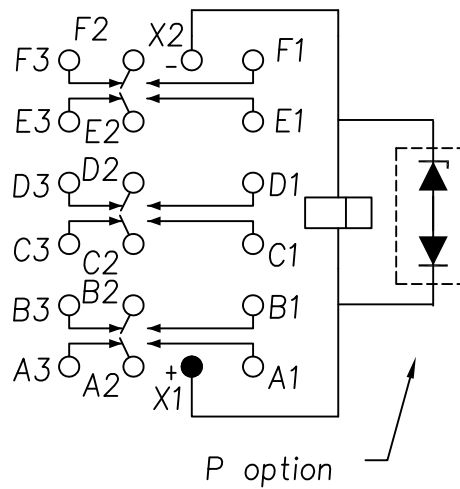 F2
X2
F3
-
F1
E3
E2
E1
D2
D3
D1
C3
C2
C1
B2
B3
B1
A3
A2
+
X1
A1
P option